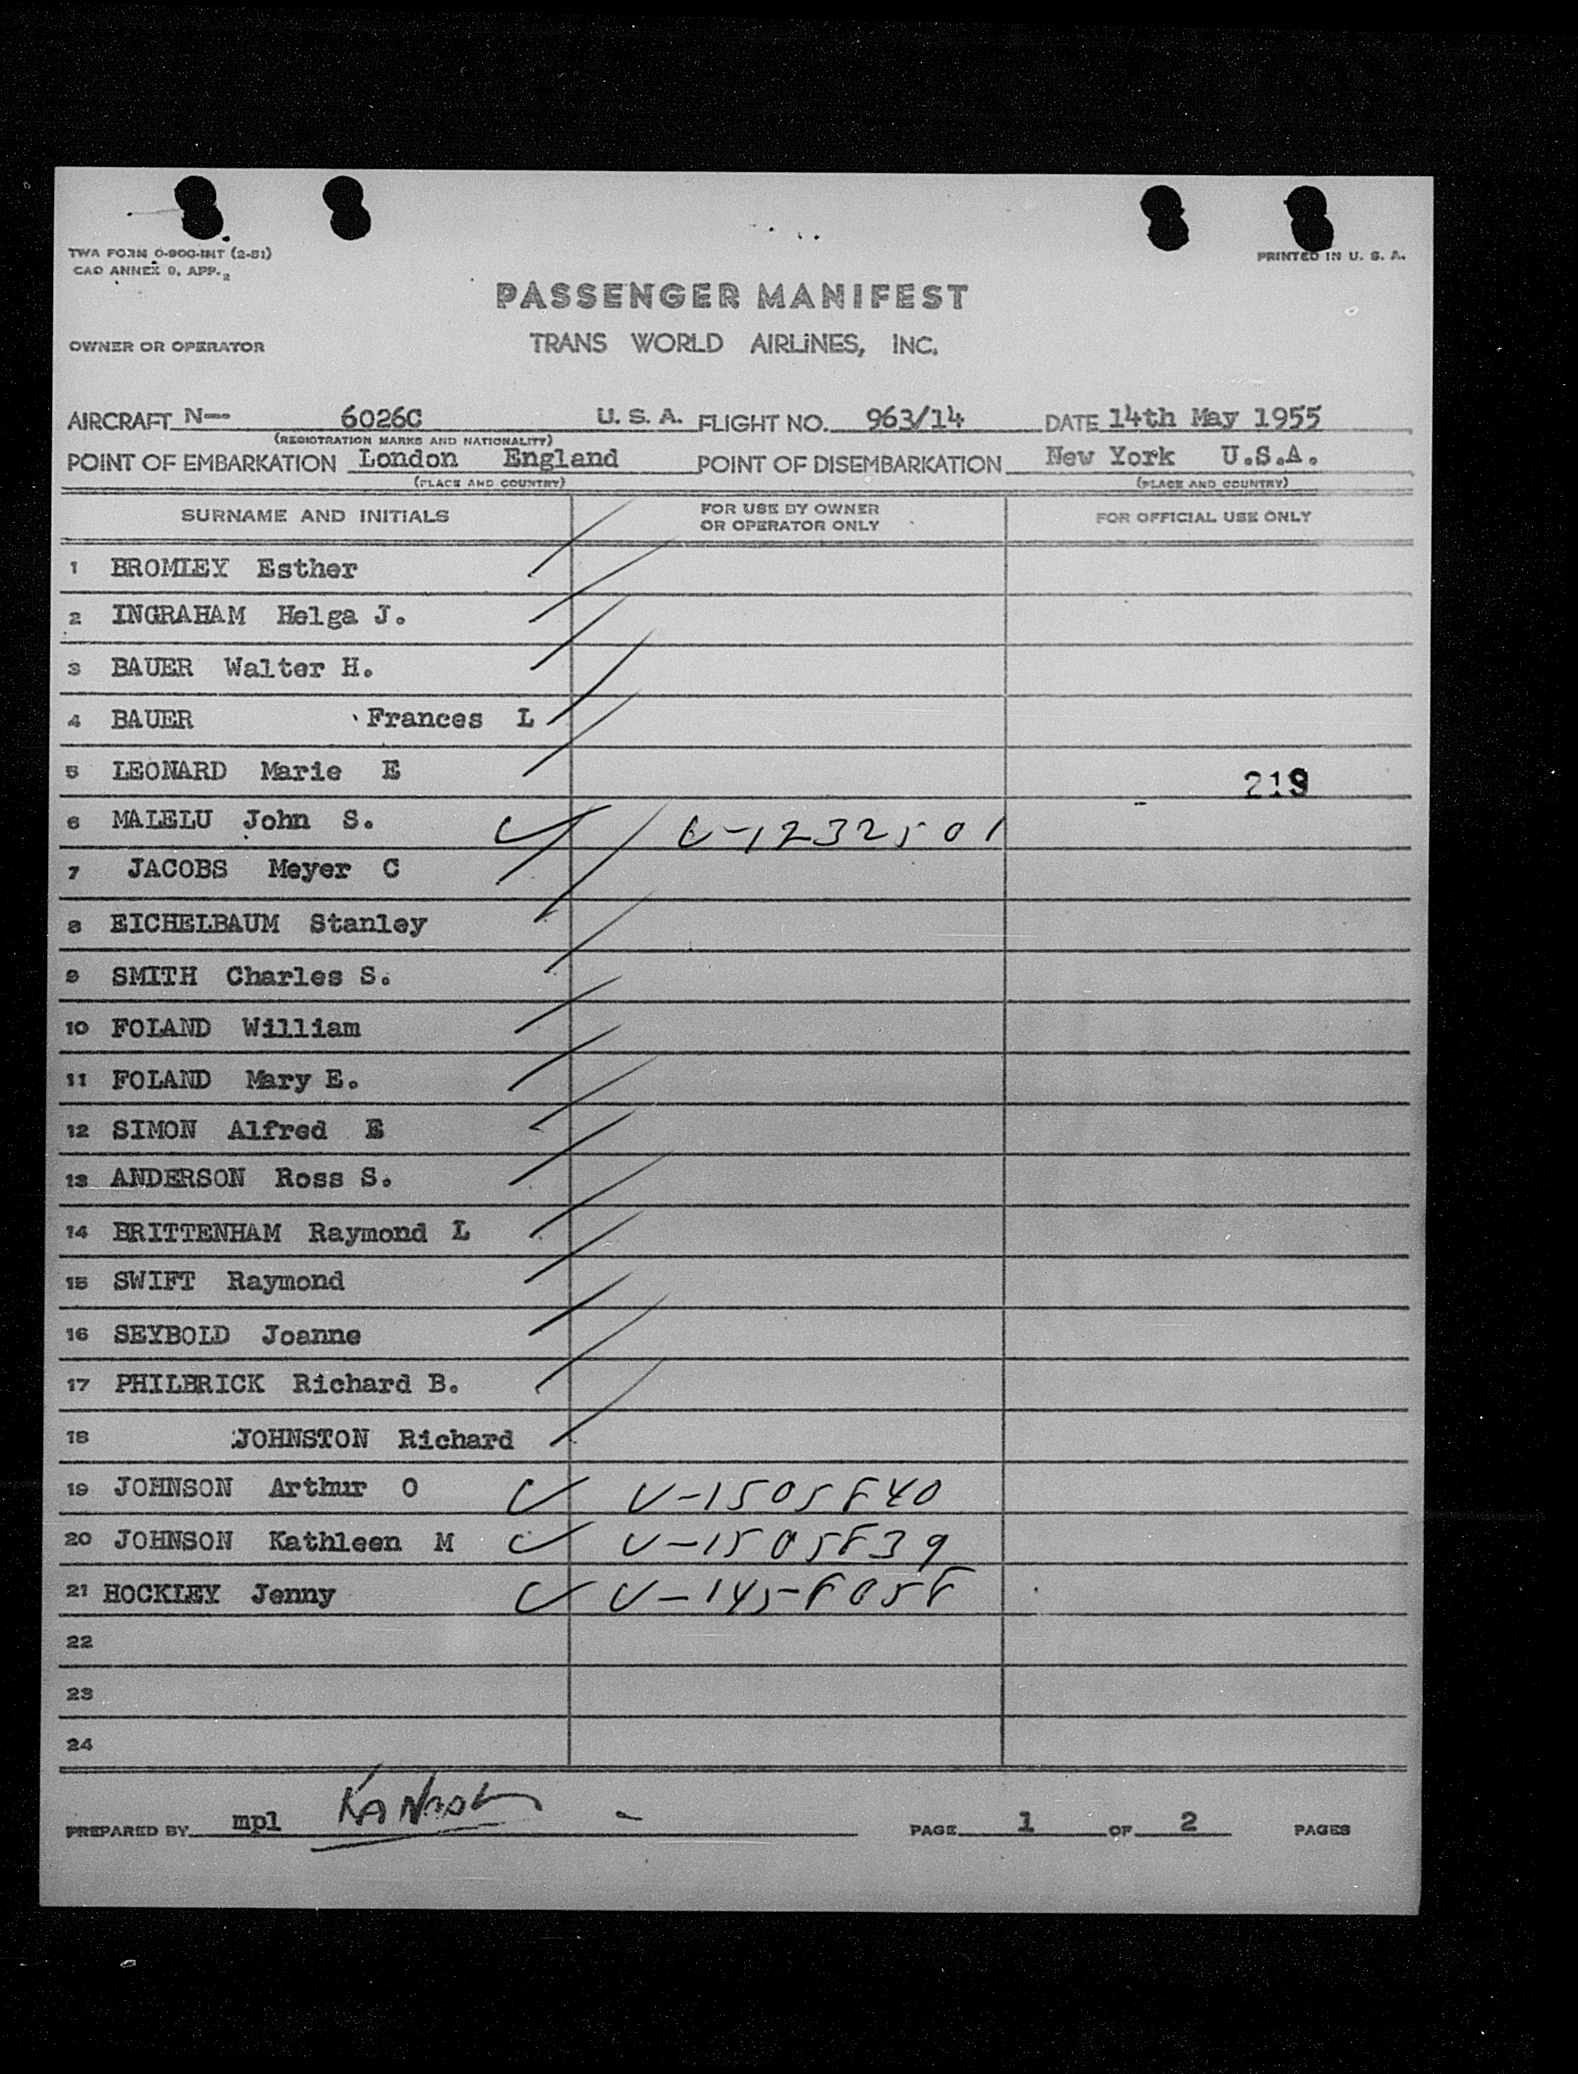 TWA FORM 0-900-INT (2-51)
CAO ANNEX 9, APP. 2
PRINTED IN U. S. A.
PASSENGER MANIFEST
OWNER OR OPERATOR
TRANS WORLD AIRLINES, INC.
AIRCRAFT N-- 6026C U. S. A. FLIGHT NO. 963/14 DATE 14th May 1955
(REGISTRATION MARKS AND NATIONALITY)
POINT OF EMBARKATION London England POINT OF DISEMBARKATION New York U.S.A.
(PLACE AND COUNTRY) (PLACE AND COUNTRY)
SURNAME AND INITIALS FOR USE BY OWNER OR OPERATOR ONLY FOR OFFICIAL USE ONLY
1 BROMLEY Esther
2 INGRAHAM Helga J.
3 BAUER Walter H.
4 BAUER Frances L
5 LEONARD Marie E
219
6 MALELU John S. V-1232501
7 JACOBS Meyer C
8 EICHELBAUM Stanley
9 SMITH Charles S.
10 FOLAND William
11 FOLAND Mary E.
12 SIMON Alfred E
13 ANDERSON Ross S.
14 BRITTENHAM Raymond L
15 SWIFT Raymond
16 SEYBOLD Joanne
17 PHILBRICK Richard B.
18 JOHNSTON Richard
19 JOHNSON Arthur O V-1505840
20 JOHNSON Kathleen M V-1505839
21 HOCKLEY Jenny V-1458058
22
23
24
PREPARED BY mpl PAGE 1 OF 2 PAGES